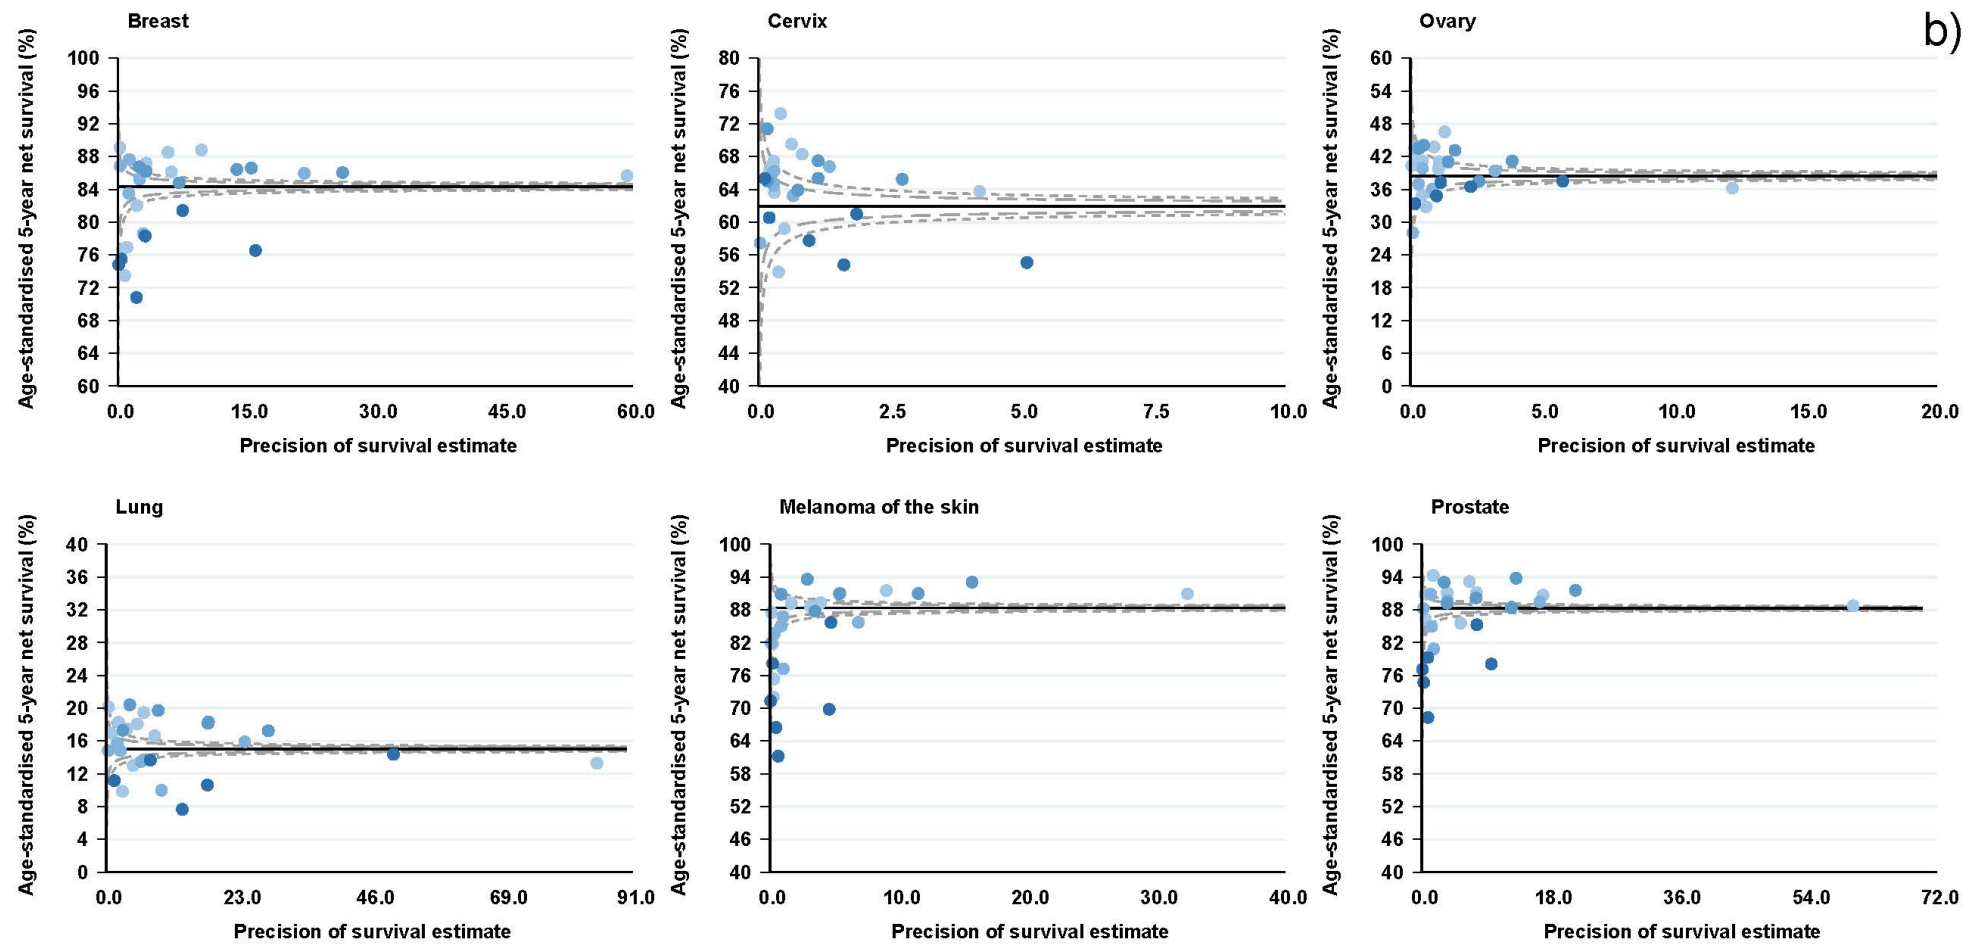 b)
Breast
Age-standardised 5-year net survival (%)
100
96
92
88
84
80
76
72
68
64
60
0.0 15.0 30.0 45.0 60.0
Precision of survival estimate
Cervix
Age-standardised 5-year net survival (%)
80
76
72
68
64
60
56
52
48
44
40
0.0 2.5 5.0 7.5 10.0
Precision of survival estimate
Ovary
Age-standardised 5-year net survival (%)
60
54
48
42
36
30
24
18
12
6
0
0.0 5.0 10.0 15.0 20.0
Precision of survival estimate
Lung
Age-standardised 5-year net survival (%)
40
36
32
28
24
20
16
12
8
4
0
0.0 23.0 46.0 69.0 91.0
Precision of survival estimate
Melanoma of the skin
Age-standardised 5-year net survival (%)
100
94
88
82
76
70
64
58
52
46
40
0.0 10.0 20.0 30.0 40.0
Precision of survival estimate
Prostate
Age-standardised 5-year net survival (%)
100
94
88
82
76
70
64
58
52
46
40
0.0 18.0 36.0 54.0 72.0
Precision of survival estimate